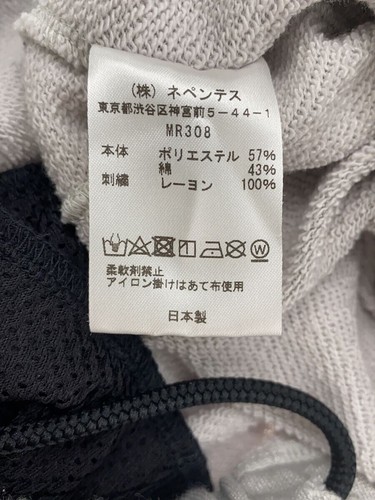 (株) ネペンテス
東京都渋谷区神宮前5-44-1
MR308
本体 ポリエステル 57%
綿 43%
刺繍 レーヨン 100%
柔軟剤禁止
アイロン掛けはあて布使用
日本製